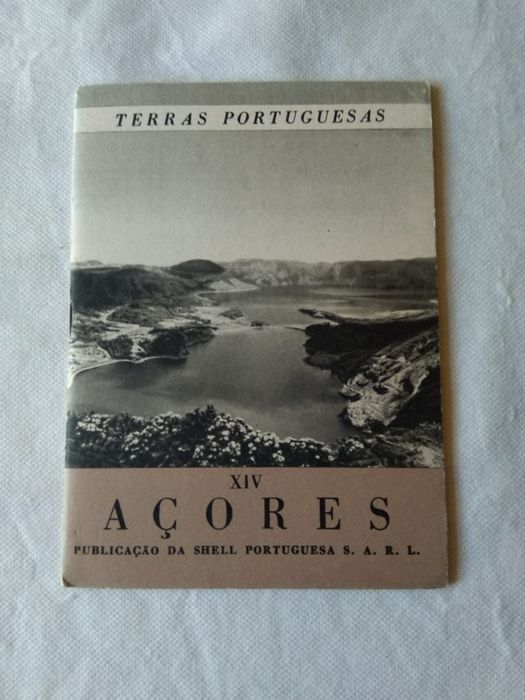 TERRAS PORTUGUESAS
XIV
AÇORES
PUBLICAÇÃO DA SHELL PORTUGUESA S. A. R. L.